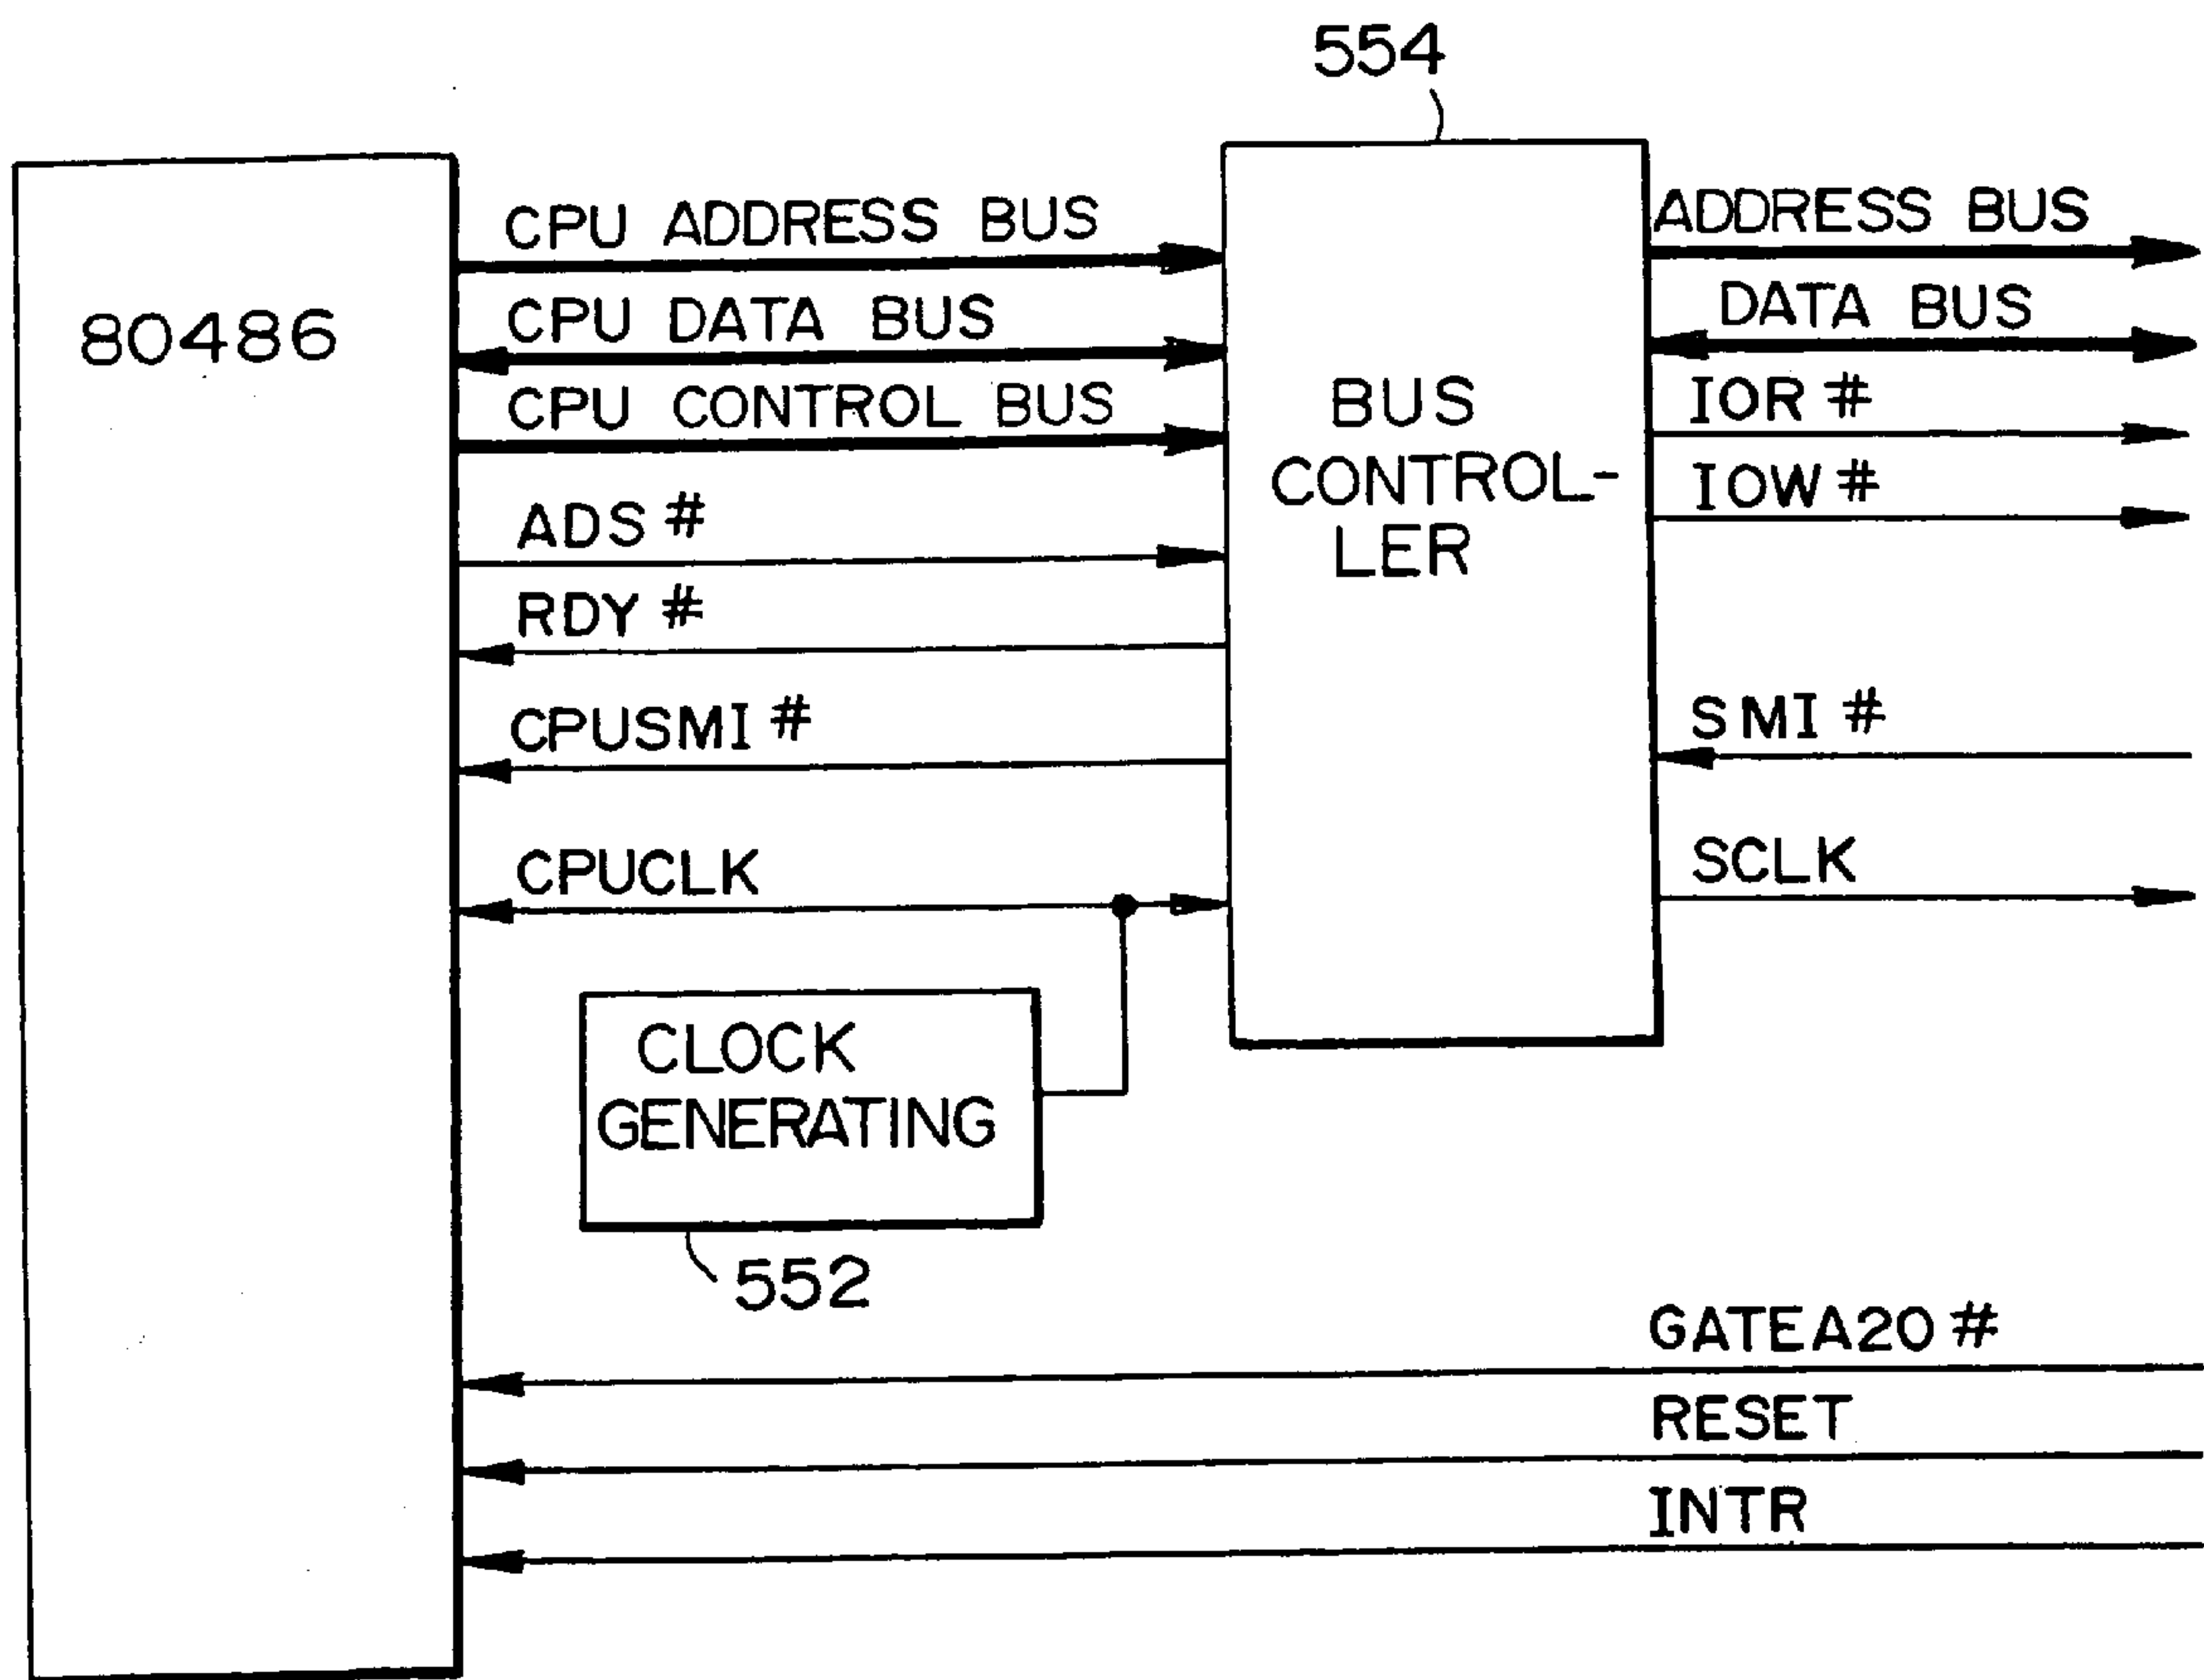 554
80486
CPU ADDRESS BUS
CPU DATA BUS
CPU CONTROL BUS
ADS #
RDY #
CPUSMI #
CPUCLK
BUS
CONTROL-
LER
ADDRESS BUS
DATA BUS
IOR #
IOW #
SMI #
SCLK
CLOCK
GENERATING
552
GATEA20 #
RESET
INTR